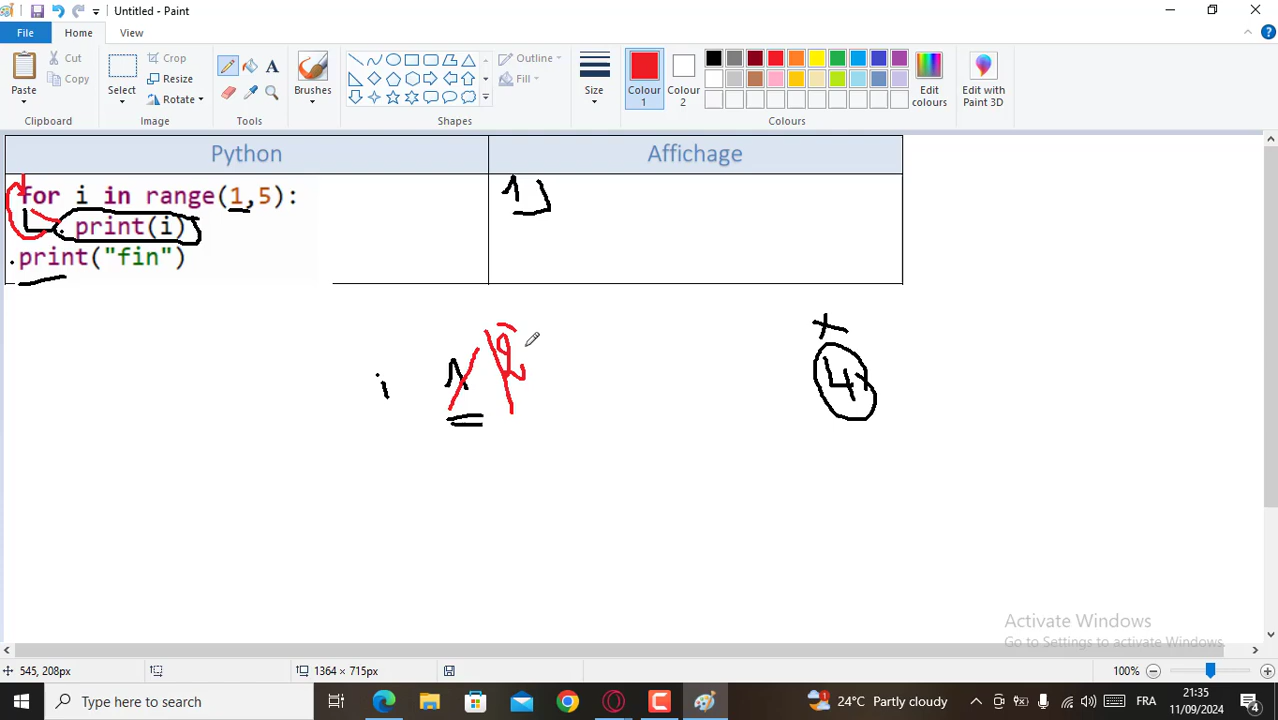 Untitled - Paint
File Home View
Paste Cut Copy
Clipboard
Select Crop Resize Rotate
Image
A
Tools
Brushes
Shapes
Outline
Fill
Size
Colour 1
Colour 2
Edit colours
Edit with Paint 3D
Colours
Python Affichage
for i in range(1,5):
print(i)
print("fin")
1
i 1 2
4
Activate Windows
Go to Settings to activate Windows.
545, 208px
1364 × 715px
100%
Type here to search
24°C Partly cloudy
FRA
21:35
11/09/2024